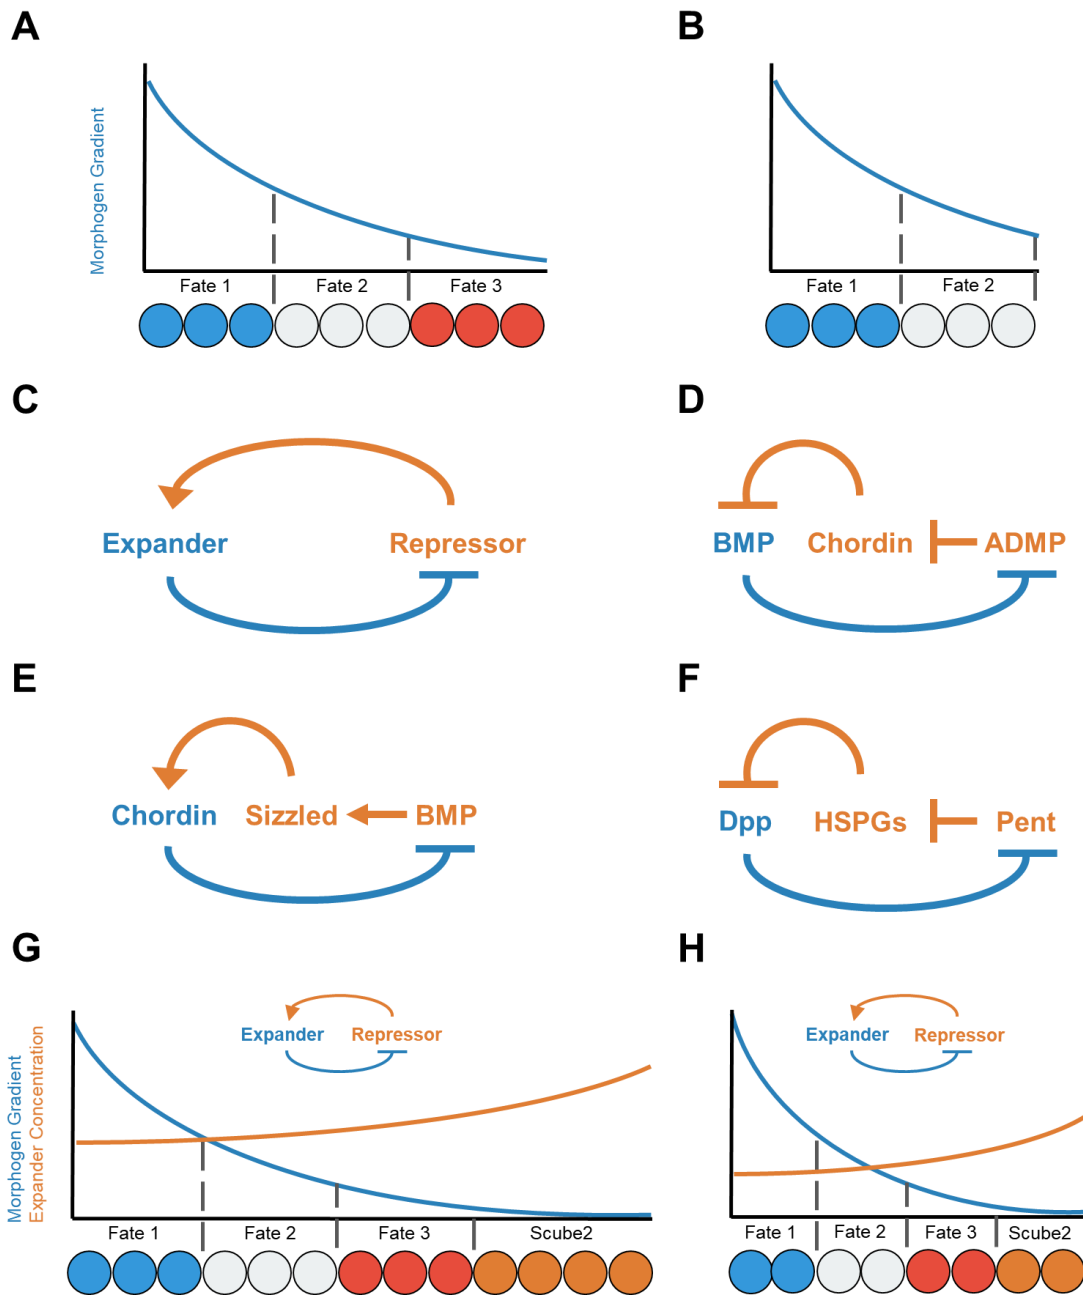 A
B
Morphogen Gradient
Fate 1 Fate 2 Fate 3
Fate 1 Fate 2
C
D
Expander Repressor
BMP Chordin ADMP
E
F
Chordin Sizzled BMP
Dpp HSPGs Pent
G
H
Morphogen Gradient
Expander Concentration
Expander Repressor
Expander Repressor
Fate 1 Fate 2 Fate 3 Scube2
Fate 1 Fate 2 Fate 3 Scube2